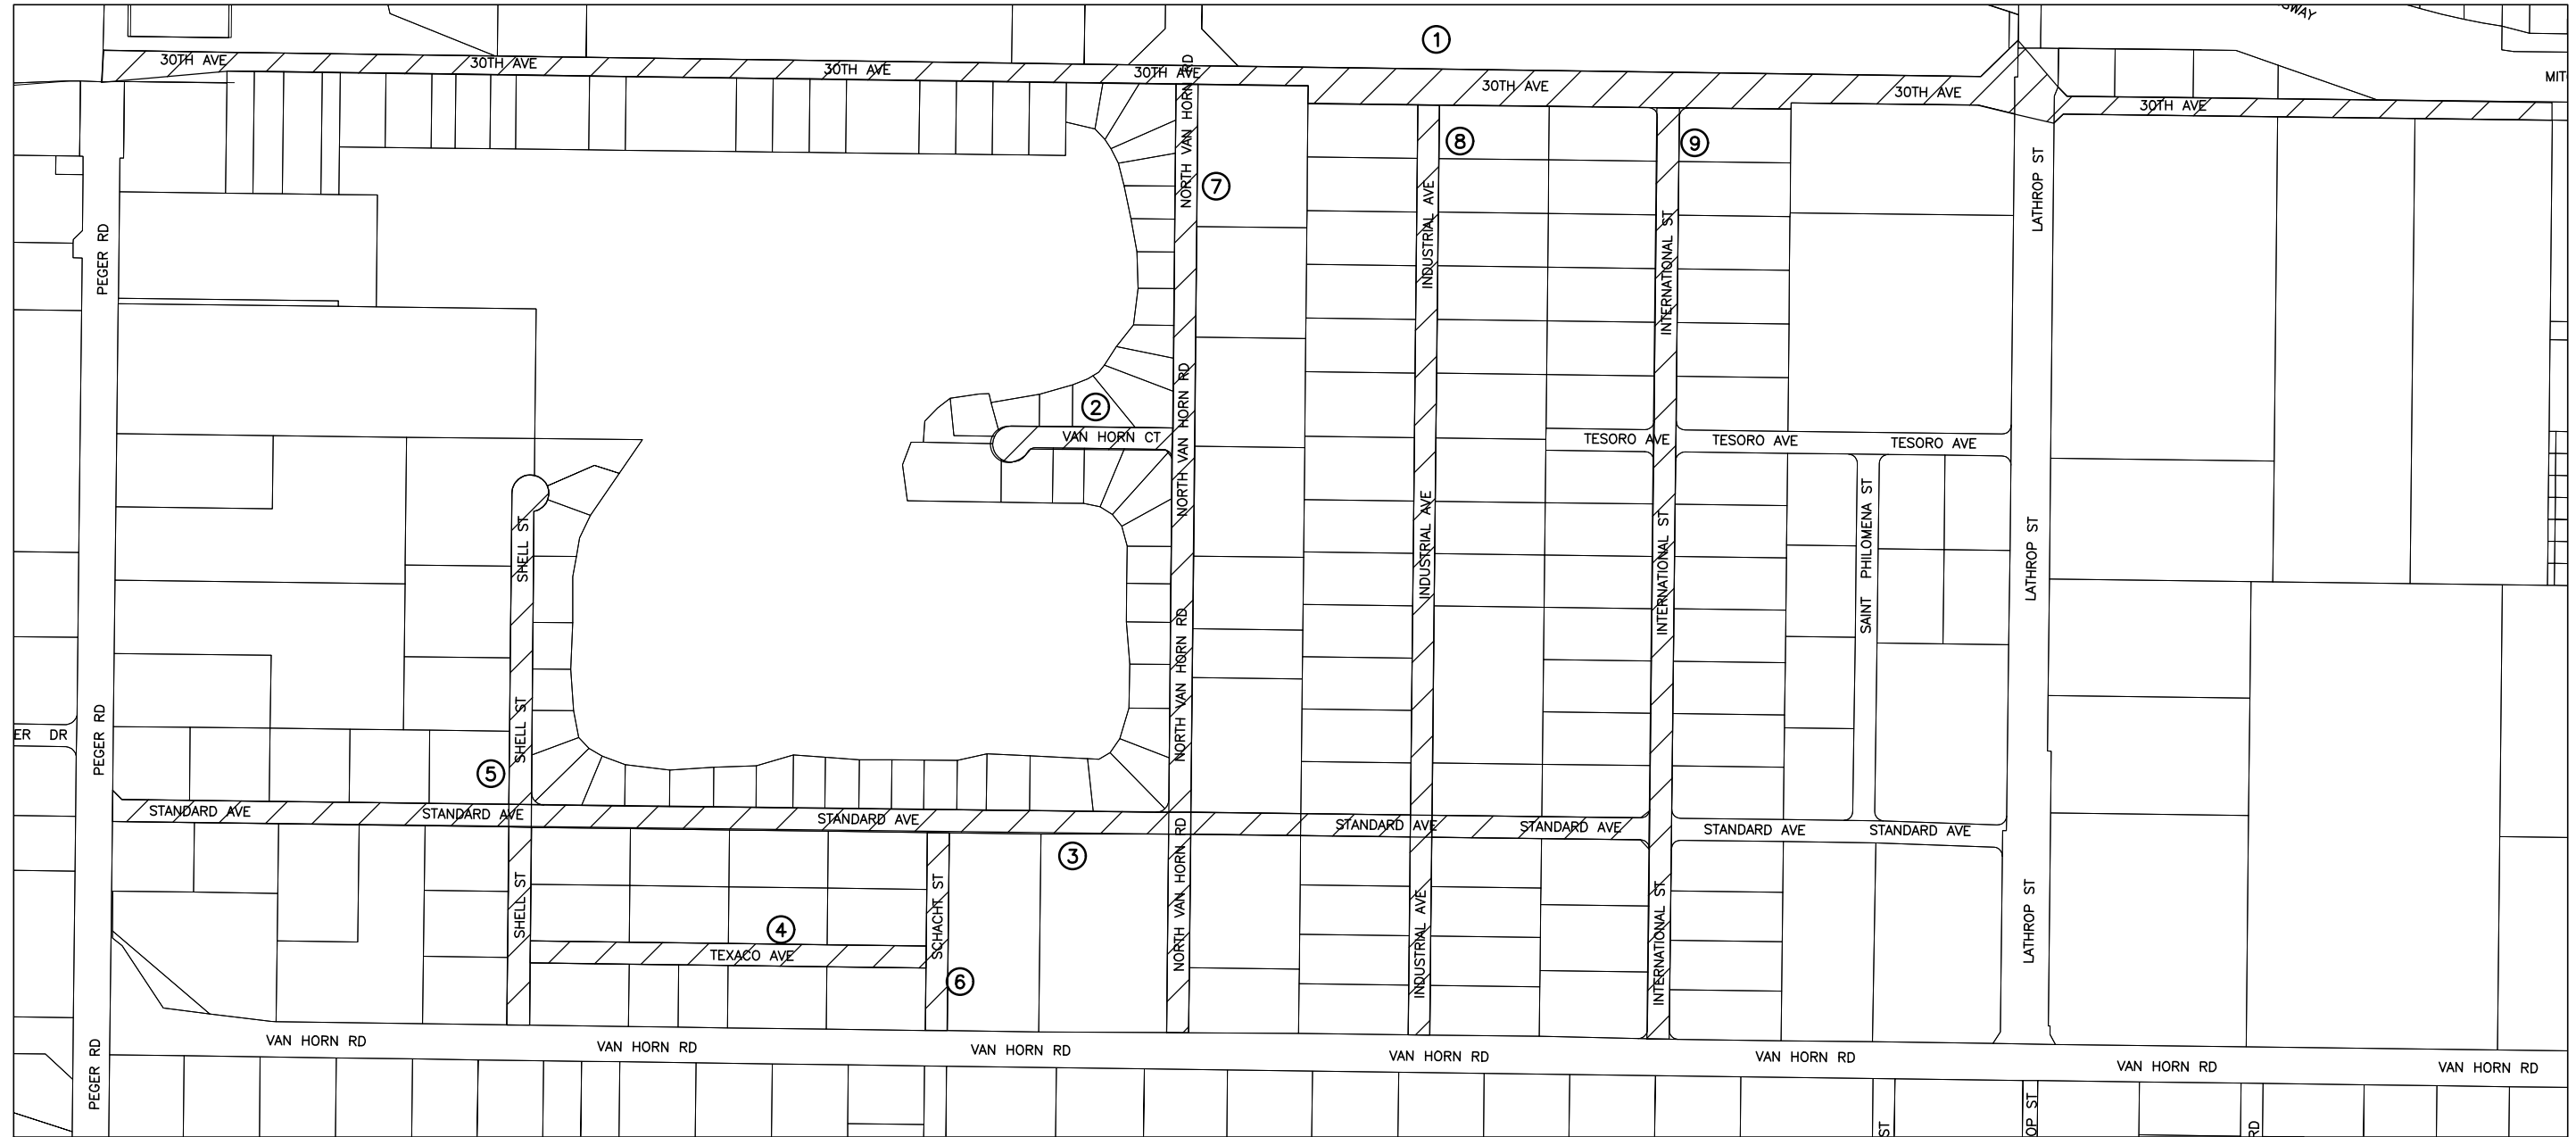 ①
30TH AVE
30TH AVE
30TH AVE
30TH AVE
30TH AVE
30TH AVE
30TH AVE
NORTH VAN HORN RD
⑦
⑧
⑨
INDUSTRIAL AVE
INTERNATIONAL ST
LATHROP ST
PEGER RD
NORTH VAN HORN RD
②
VAN HORN CT
TESORO AVE
TESORO AVE
TESORO AVE
SHELL ST
INDUSTRIAL AVE
INTERNATIONAL ST
SAINT PHILOMENA ST
LATHROP ST
NORTH VAN HORN RD
PEGER RD
SHELL ST
ER DR
⑤
STANDARD AVE
STANDARD AVE
STANDARD AVE
STANDARD AVE
STANDARD AVE
STANDARD AVE
STANDARD AVE
③
SHELL ST
SCHACHT ST
NORTH VAN HORN RD
INDUSTRIAL AVE
INTERNATIONAL ST
LATHROP ST
④
TEXACO AVE
⑥
PEGER RD
VAN HORN RD
VAN HORN RD
VAN HORN RD
VAN HORN RD
VAN HORN RD
VAN HORN RD
VAN HORN RD
ST
OP ST
RD